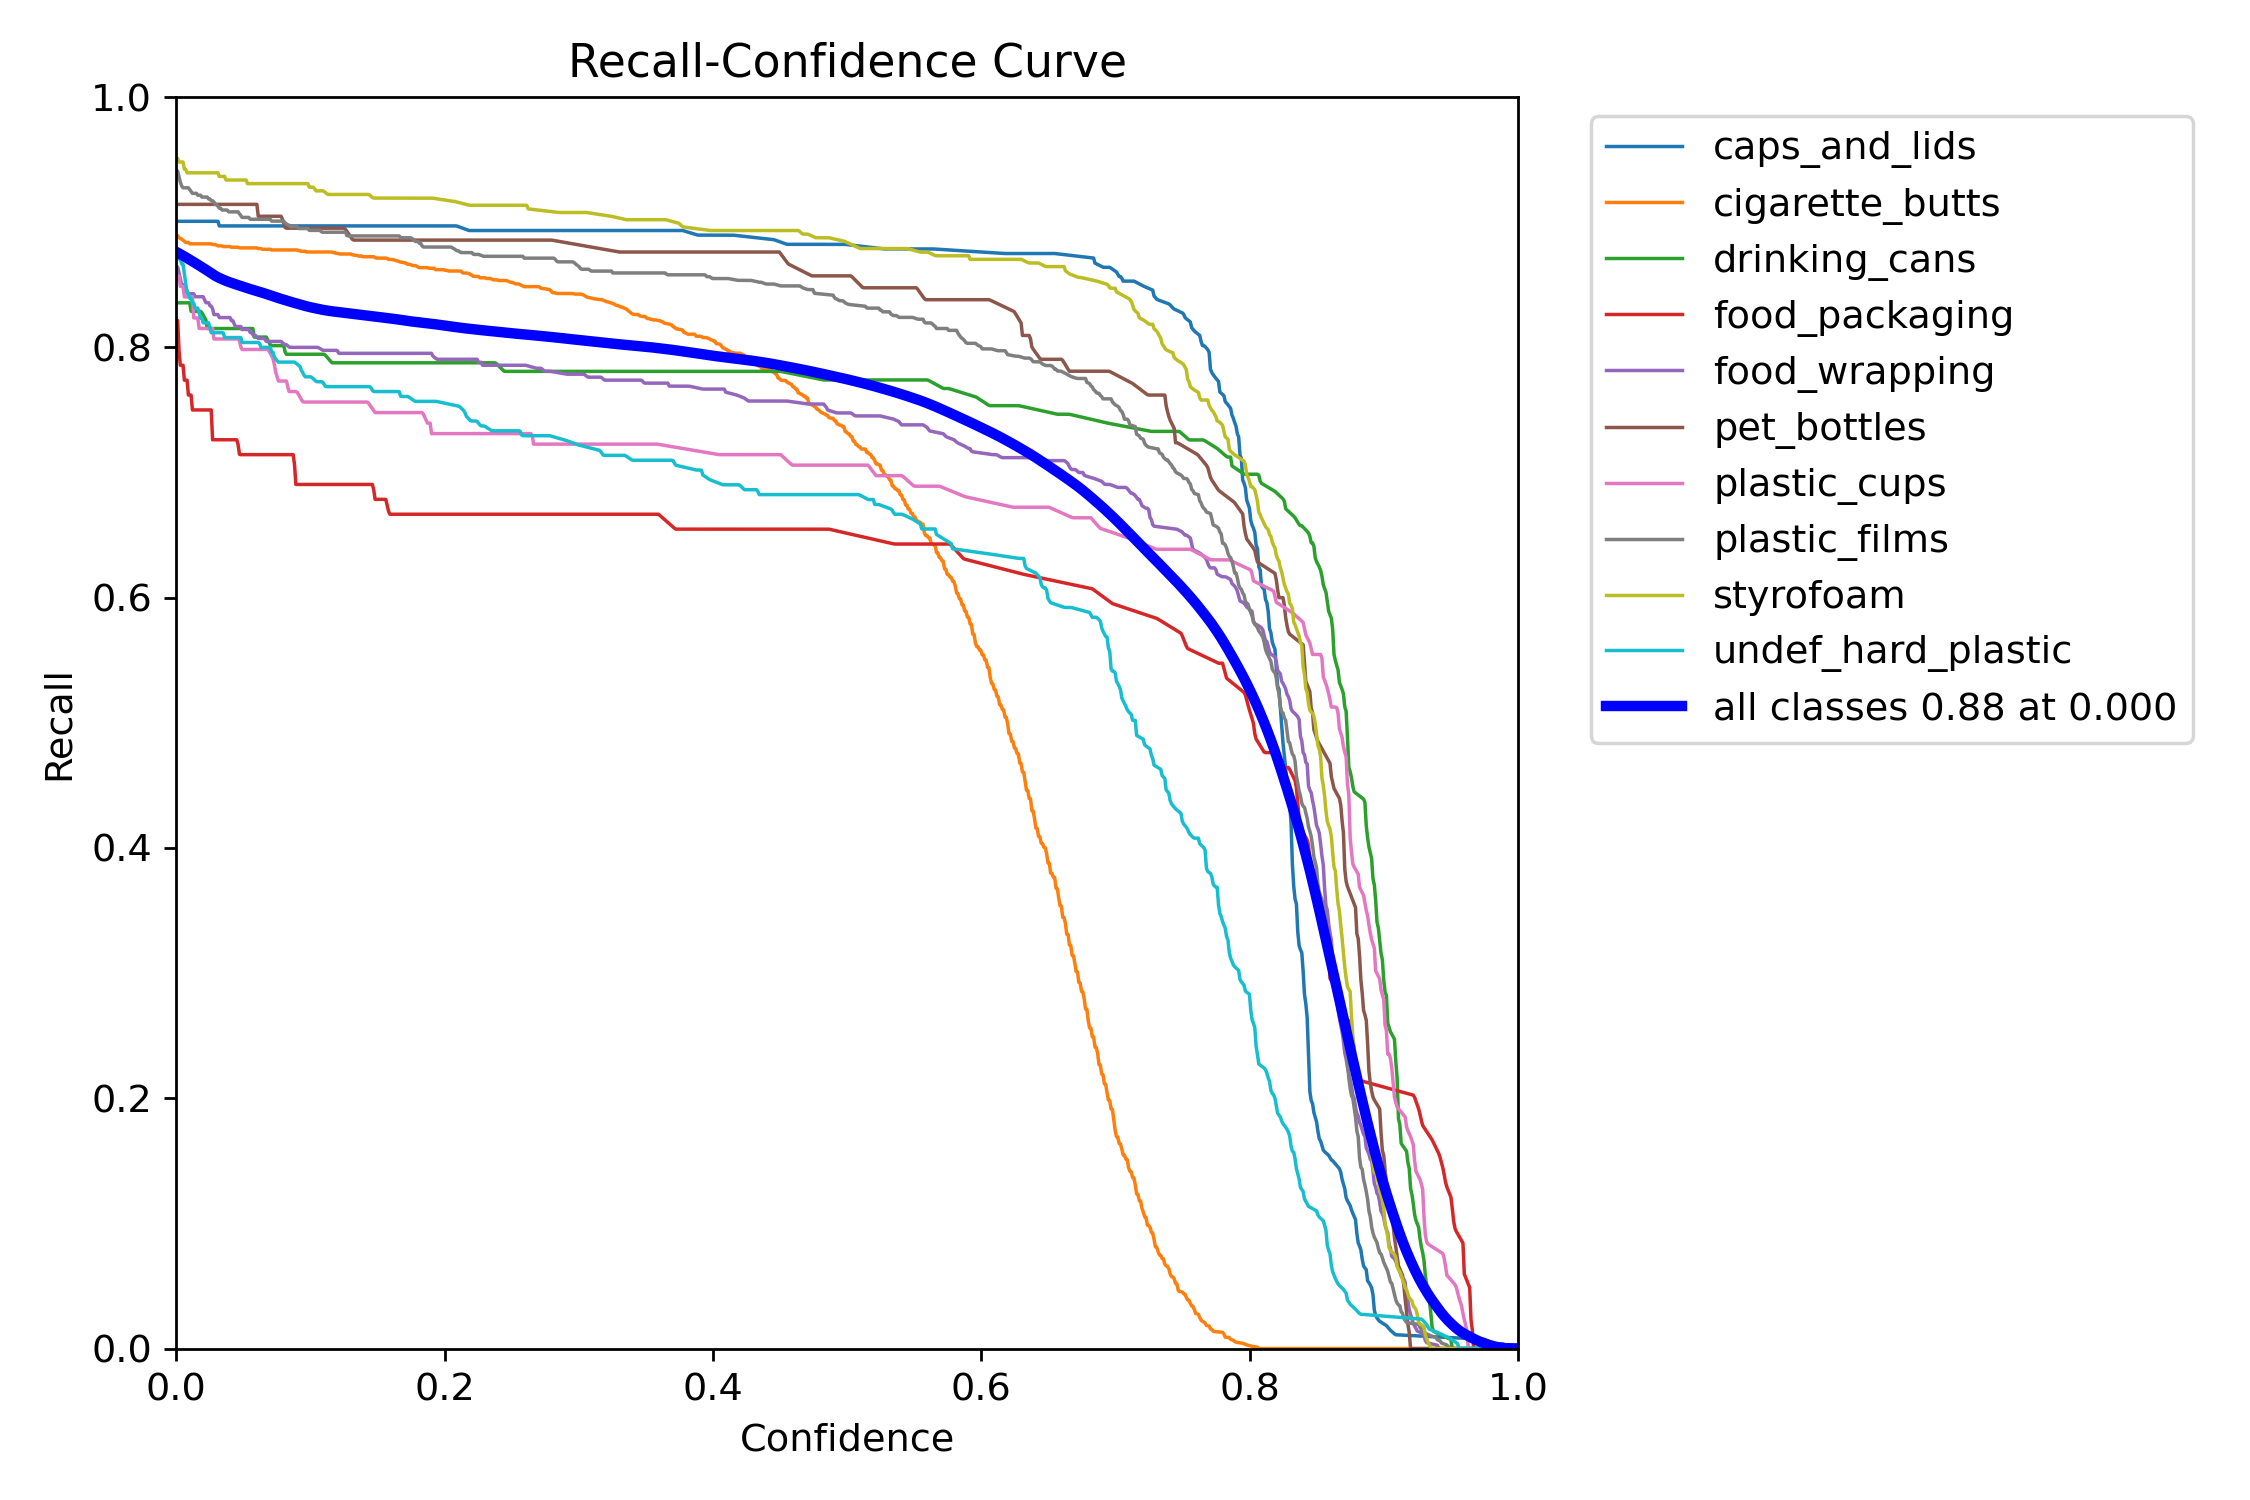 Recall-Confidence Curve
1.0
0.8
0.6
0.4
0.2
0.0
Recall
0.0 0.2 0.4 0.6 0.8 1.0
Confidence
caps_and_lids
cigarette_butts
drinking_cans
food_packaging
food_wrapping
pet_bottles
plastic_cups
plastic_films
styrofoam
undef_hard_plastic
all classes 0.88 at 0.000